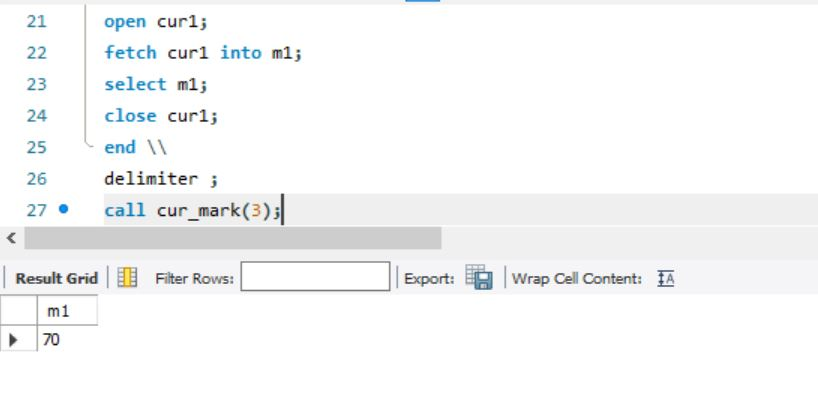 21 open cur1;
22 fetch cur1 into m1;
23 select m1;
24 close cur1;
25 end \\
26 delimiter ;
27 call cur_mark(3);
Result Grid Filter Rows: Export: Wrap Cell Content: IA
m1
70